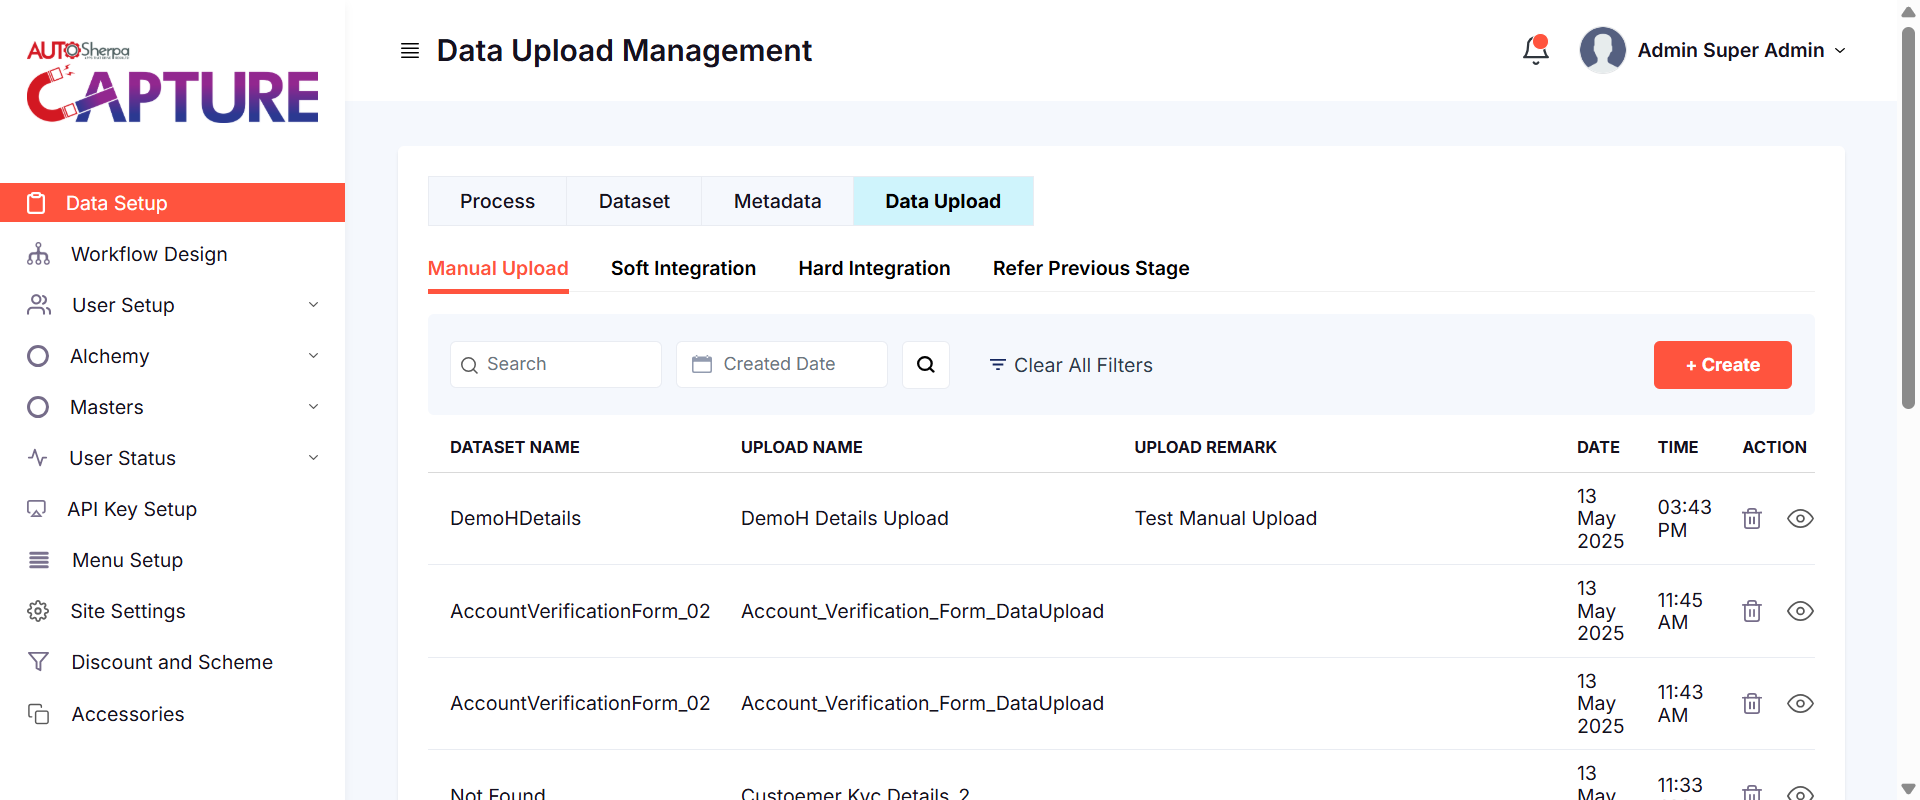 AUTOSherpa
CAPTURE
Data Upload Management
Admin Super Admin
Data Setup
Workflow Design
User Setup
Alchemy
Masters
User Status
API Key Setup
Menu Setup
Site Settings
Discount and Scheme
Accessories
Process Dataset Metadata Data Upload
Manual Upload Soft Integration Hard Integration Refer Previous Stage
Search Created Date Clear All Filters + Create
DATASET NAME UPLOAD NAME UPLOAD REMARK DATE TIME ACTION
DemoHDetails DemoH Details Upload Test Manual Upload 13 May 2025 03:43 PM
AccountVerificationForm_02 Account_Verification_Form_DataUpload 13 May 2025 11:45 AM
AccountVerificationForm_02 Account_Verification_Form_DataUpload 13 May 2025 11:43 AM
Not Found Custoemer Kyc Details_2 13 May 11:33